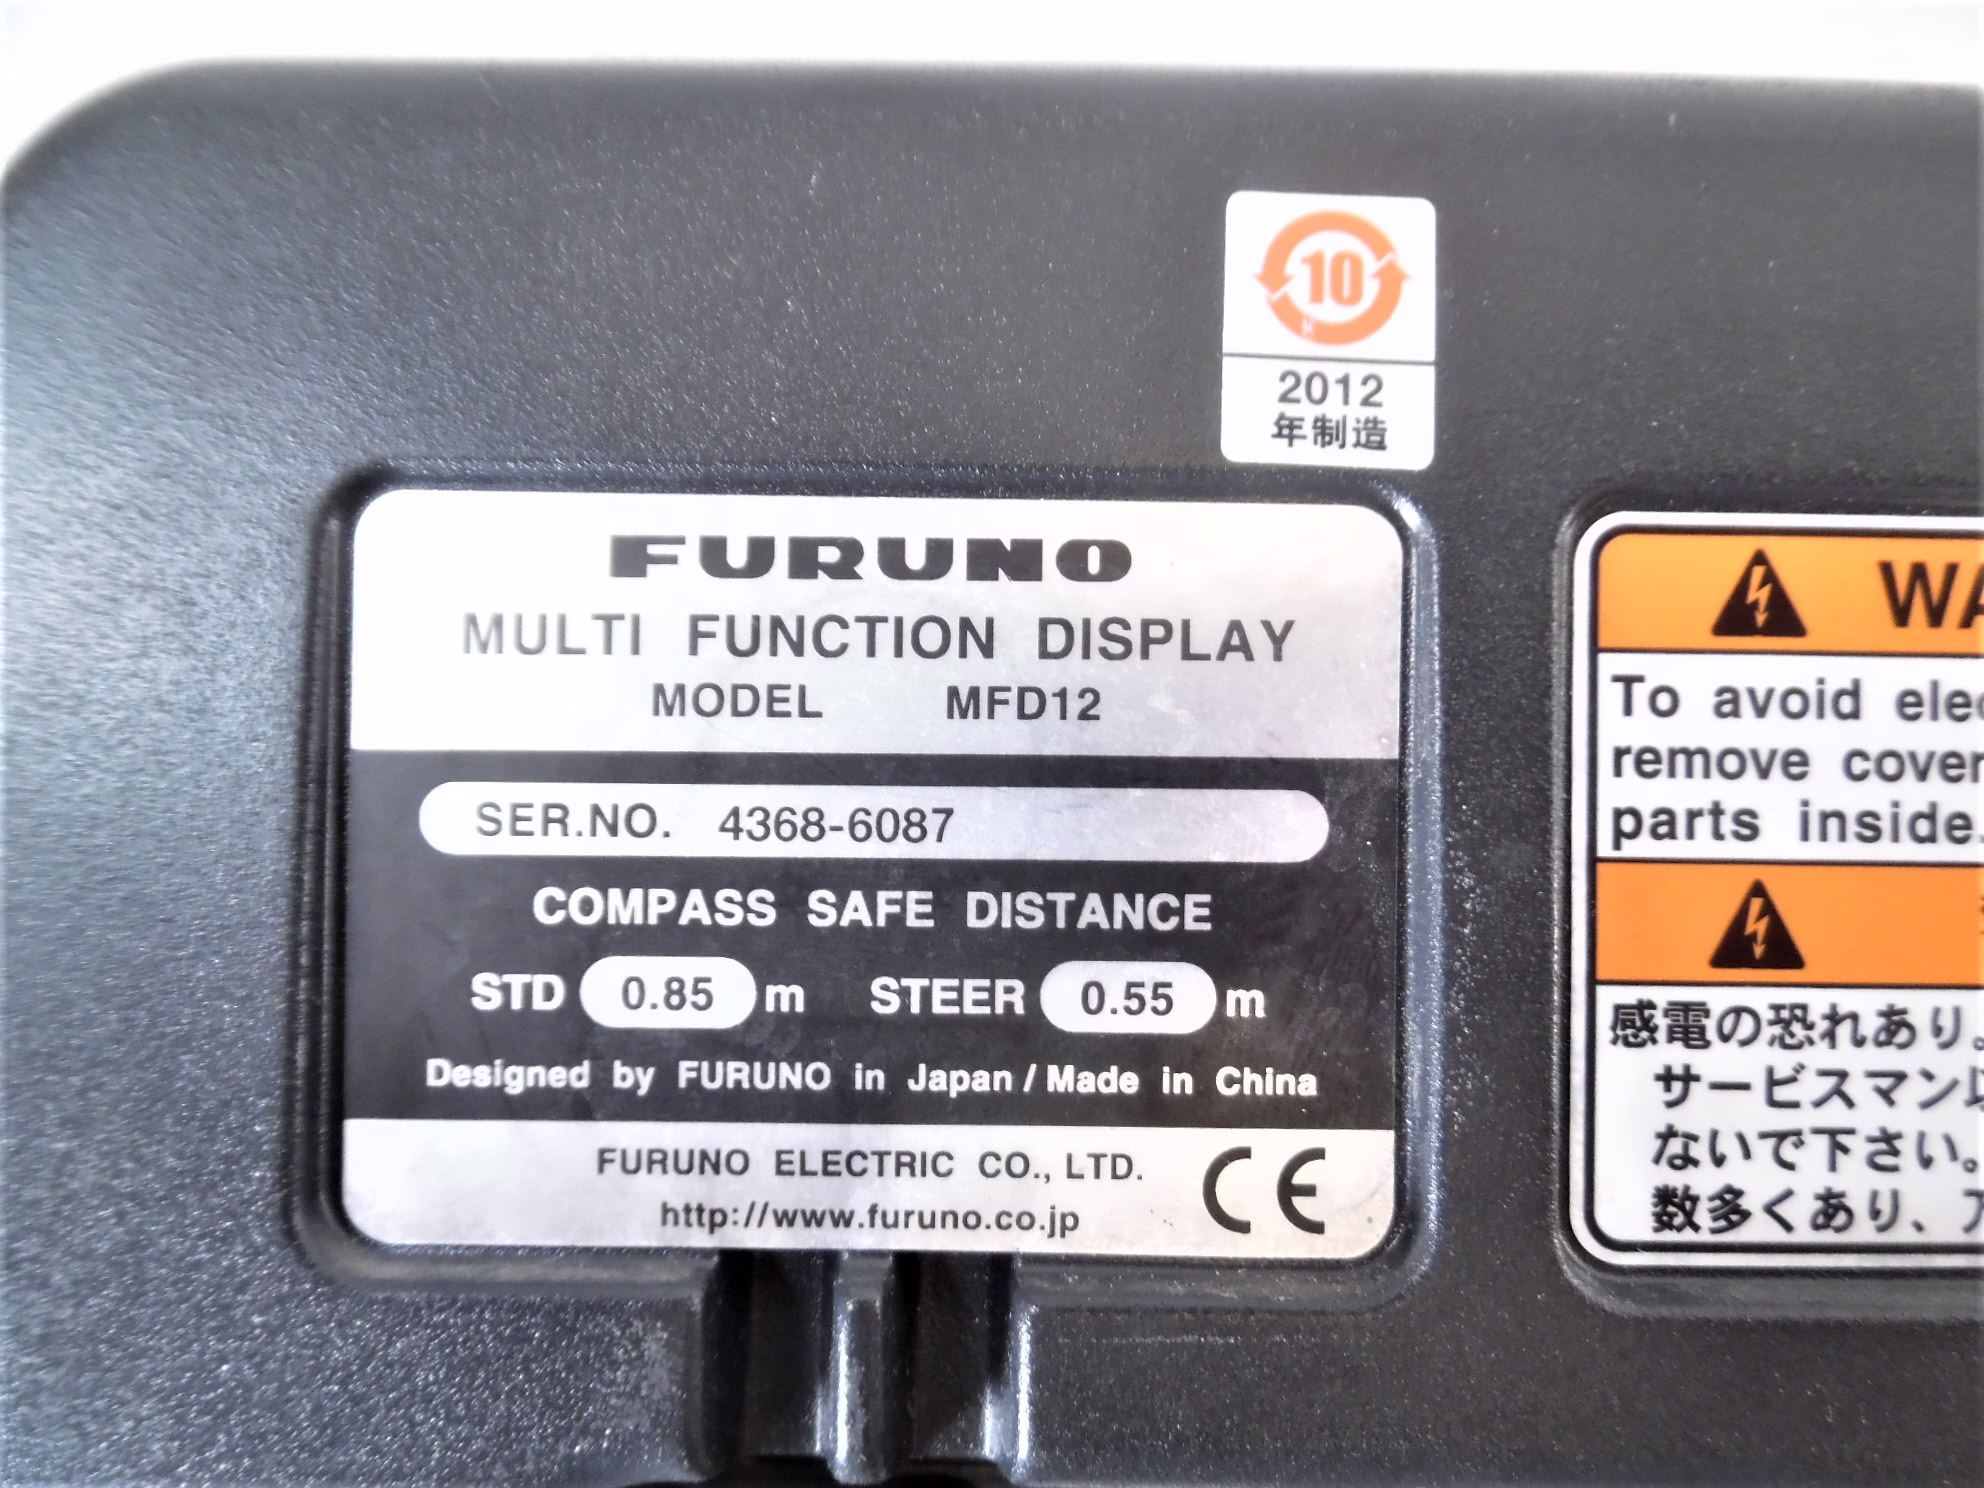 10
2012
年制造
FURUNO
MULTI FUNCTION DISPLAY
MODEL MFD12
SER.NO. 4368-6087
COMPASS SAFE DISTANCE
STD 0.85 m STEER 0.55 m
Designed by FURUNO in Japan / Made in China
FURUNO ELECTRIC CO., LTD.
http://www.furuno.co.jp
CE
To avoid
remove cover
parts inside.
感電の恐れあり。
サービスマン
ないで下さい。
数多くあり、